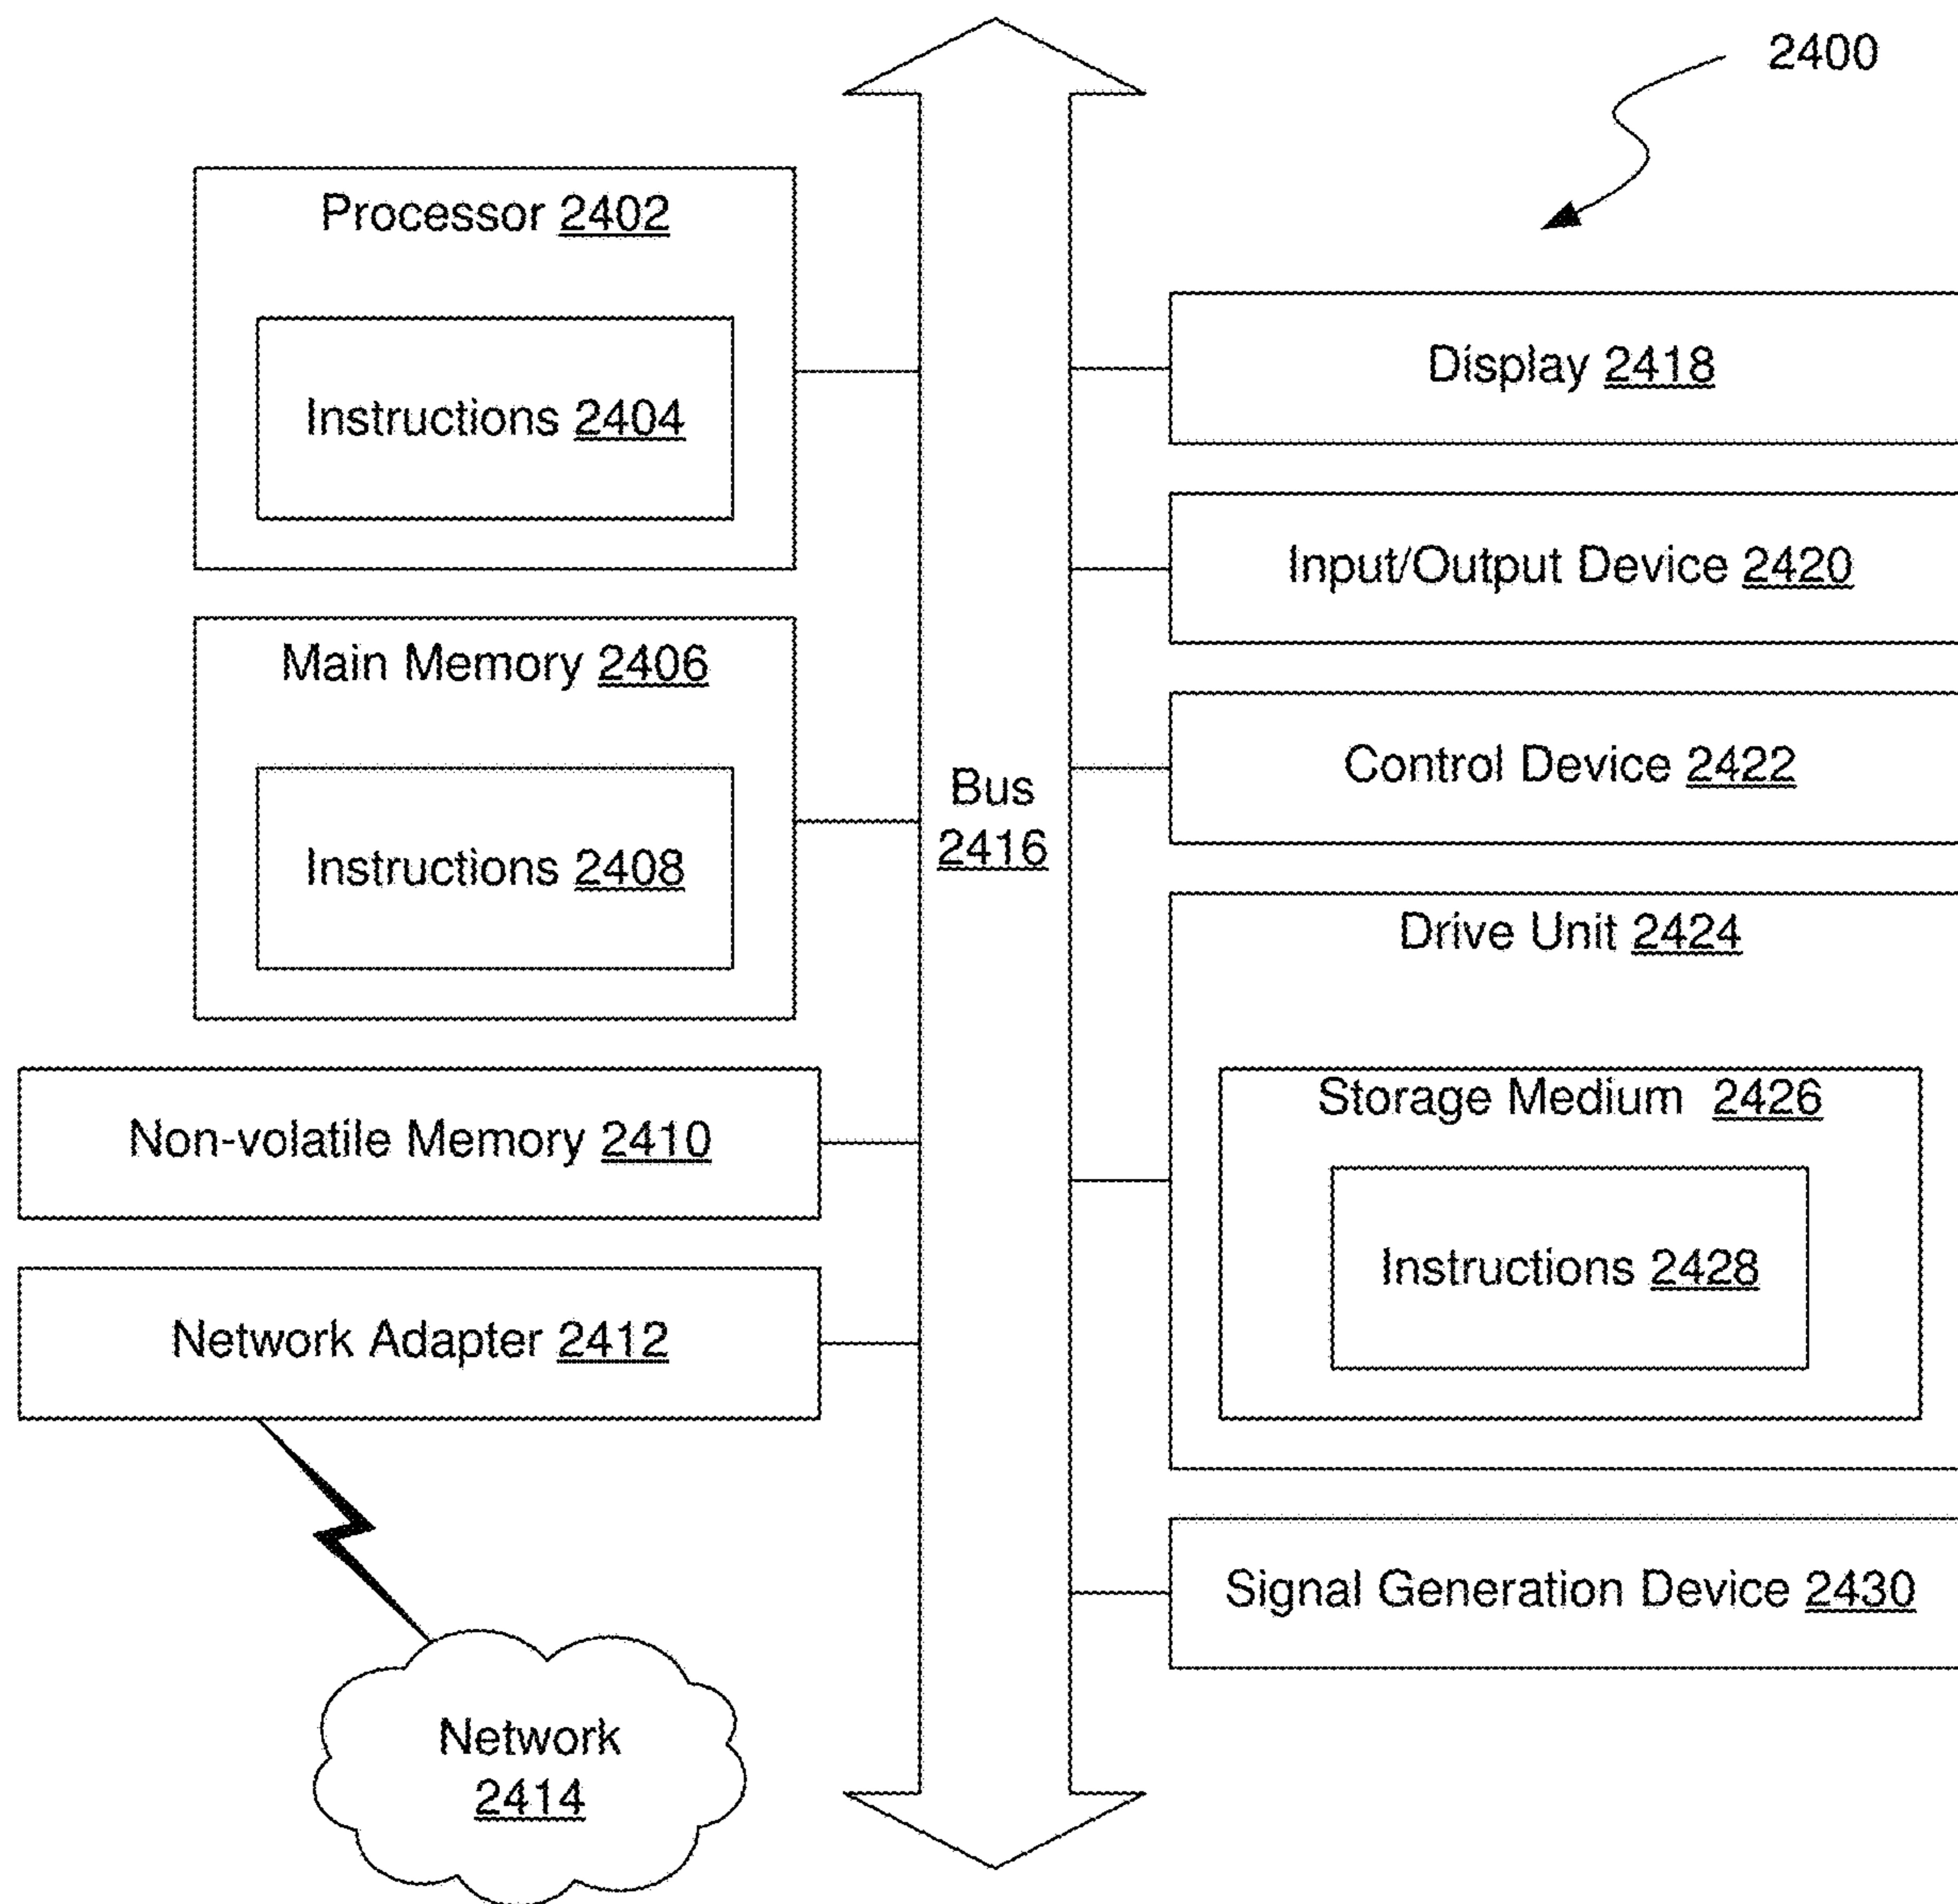 2400
Processor 2402
Instructions 2404
Main Memory 2406
Instructions 2408
Non-volatile Memory 2410
Network Adapter 2412
Network
2414
Bus
2416
Display 2418
Input/Output Device 2420
Control Device 2422
Drive Unit 2424
Storage Medium 2426
Instructions 2428
Signal Generation Device 2430